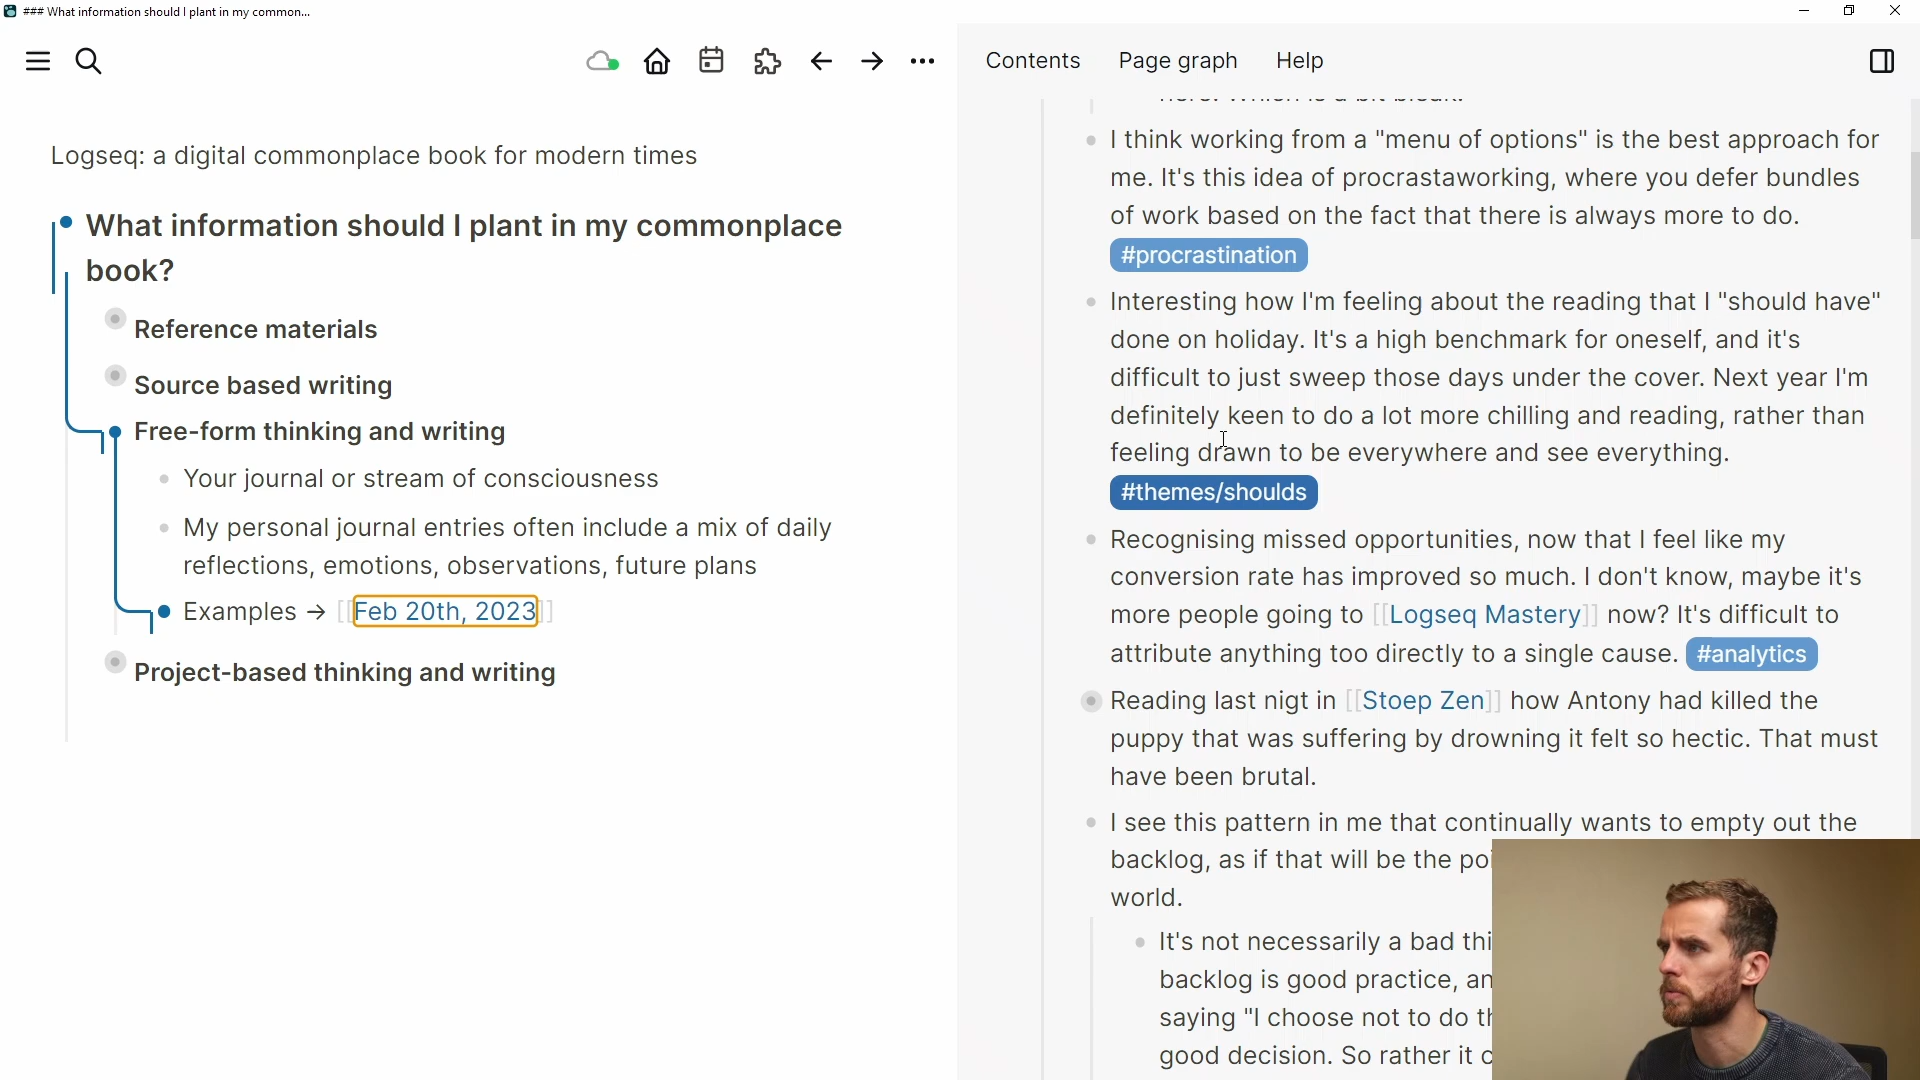 ### What information should I plant in my common...
Contents Page graph Help
Logseq: a digital commonplace book for modern times
What information should I plant in my commonplace
book?
Reference materials
Source based writing
Free-form thinking and writing
Your journal or stream of consciousness
My personal journal entries often include a mix of daily
reflections, emotions, observations, future plans
Examples → [[Feb 20th, 2023]]
Project-based thinking and writing
I think working from a "menu of options" is the best approach for
me. It's this idea of procrastaworking, where you defer bundles
of work based on the fact that there is always more to do.
#procrastination
Interesting how I'm feeling about the reading that I "should have"
done on holiday. It's a high benchmark for oneself, and it's
difficult to just sweep those days under the cover. Next year I'm
definitely keen to do a lot more chilling and reading, rather than
feeling drawn to be everywhere and see everything.
#themes/shoulds
Recognising missed opportunities, now that I feel like my
conversion rate has improved so much. I don't know, maybe it's
more people going to [[Logseq Mastery]] now? It's difficult to
attribute anything too directly to a single cause. #analytics
Reading last nigt in [[Stoep Zen]] how Antony had killed the
puppy that was suffering by drowning it felt so hectic. That must
have been brutal.
I see this pattern in me that continually wants to empty out the
backlog, as if that will be the
world.
It's not necessarily a bad
backlog is good practice,
saying "I choose not to do
good decision. So rather it